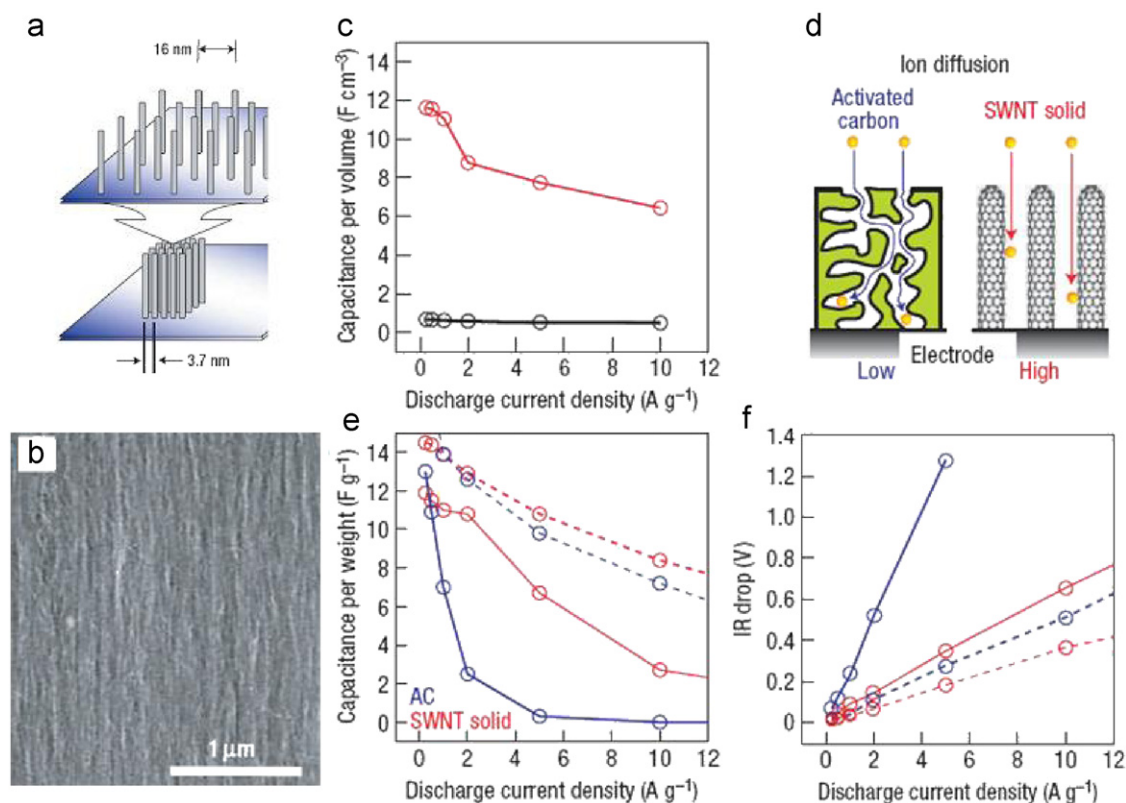 a
16 nm
3.7 nm
b
1 μm
c
Capacitance per volume (F cm⁻³)
14
12
10
8
6
4
2
0
0 2 4 6 8 10 12
Discharge current density (A g⁻¹)
d
Ion diffusion
Activated
carbon
SWNT solid
Electrode
Low
High
e
Capacitance per weight (F g⁻¹)
14
12
10
8
6
4
2
0
AC
SWNT solid
0 2 4 6 8 10 12
Discharge current density (A g⁻¹)
f
IR drop (V)
1.4
1.2
1.0
0.8
0.6
0.4
0.2
0
0 2 4 6 8 10 12
Discharge current density (A g⁻¹)